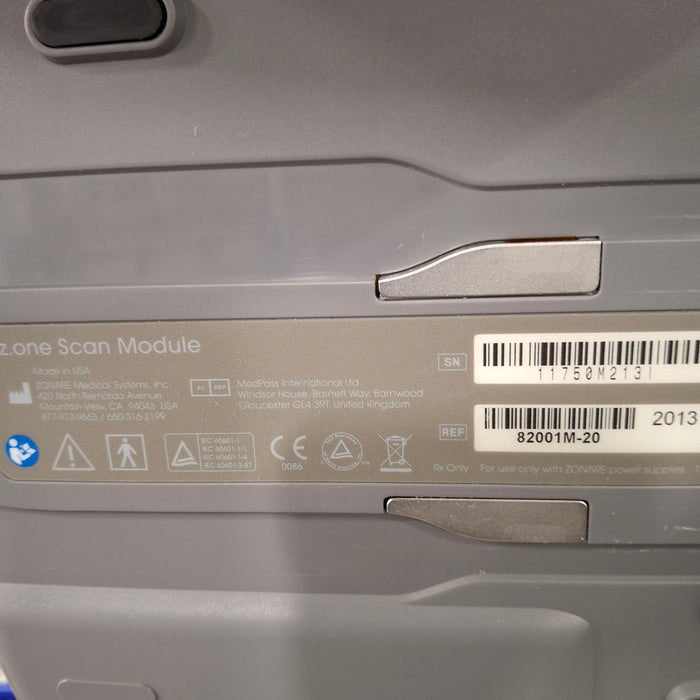 z.one Scan Module
Made in USA
ZONARE Medical Systems, Inc.
420 North Bernardo Avenue
Mountain View, CA 94043 USA
877-913-9663 / 650-316-3199
EC REP
MedPass International Ltd.
Windsor House, Barnett Way, Barnwood
Gloucester GL4 3RT, United Kingdom
SN
11750M2131
REF
82001M-20
2013
IEC 60601-1
IEC 60601-1-1
IEC 60601-1-4
IEC 60601-2-37
CE
0086
Rx Only
For use only with ZONARE power supplies